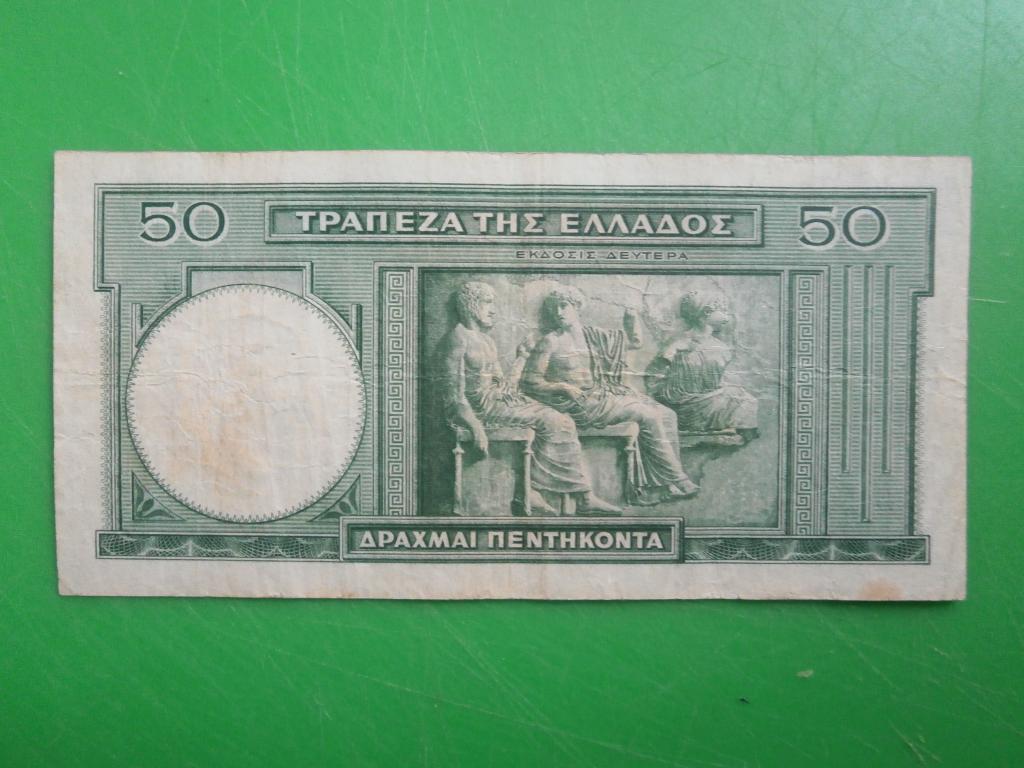 50 ΤΡΑΠΕΖΑ ΤΗΣ ΕΛΛΑΔΟΣ 50
ΕΚΔΟΣΙΣ ΔΕΥΤΕΡΑ
ΔΡΑΧΜΑΙ ΠΕΝΤΗΚΟΝΤΑ